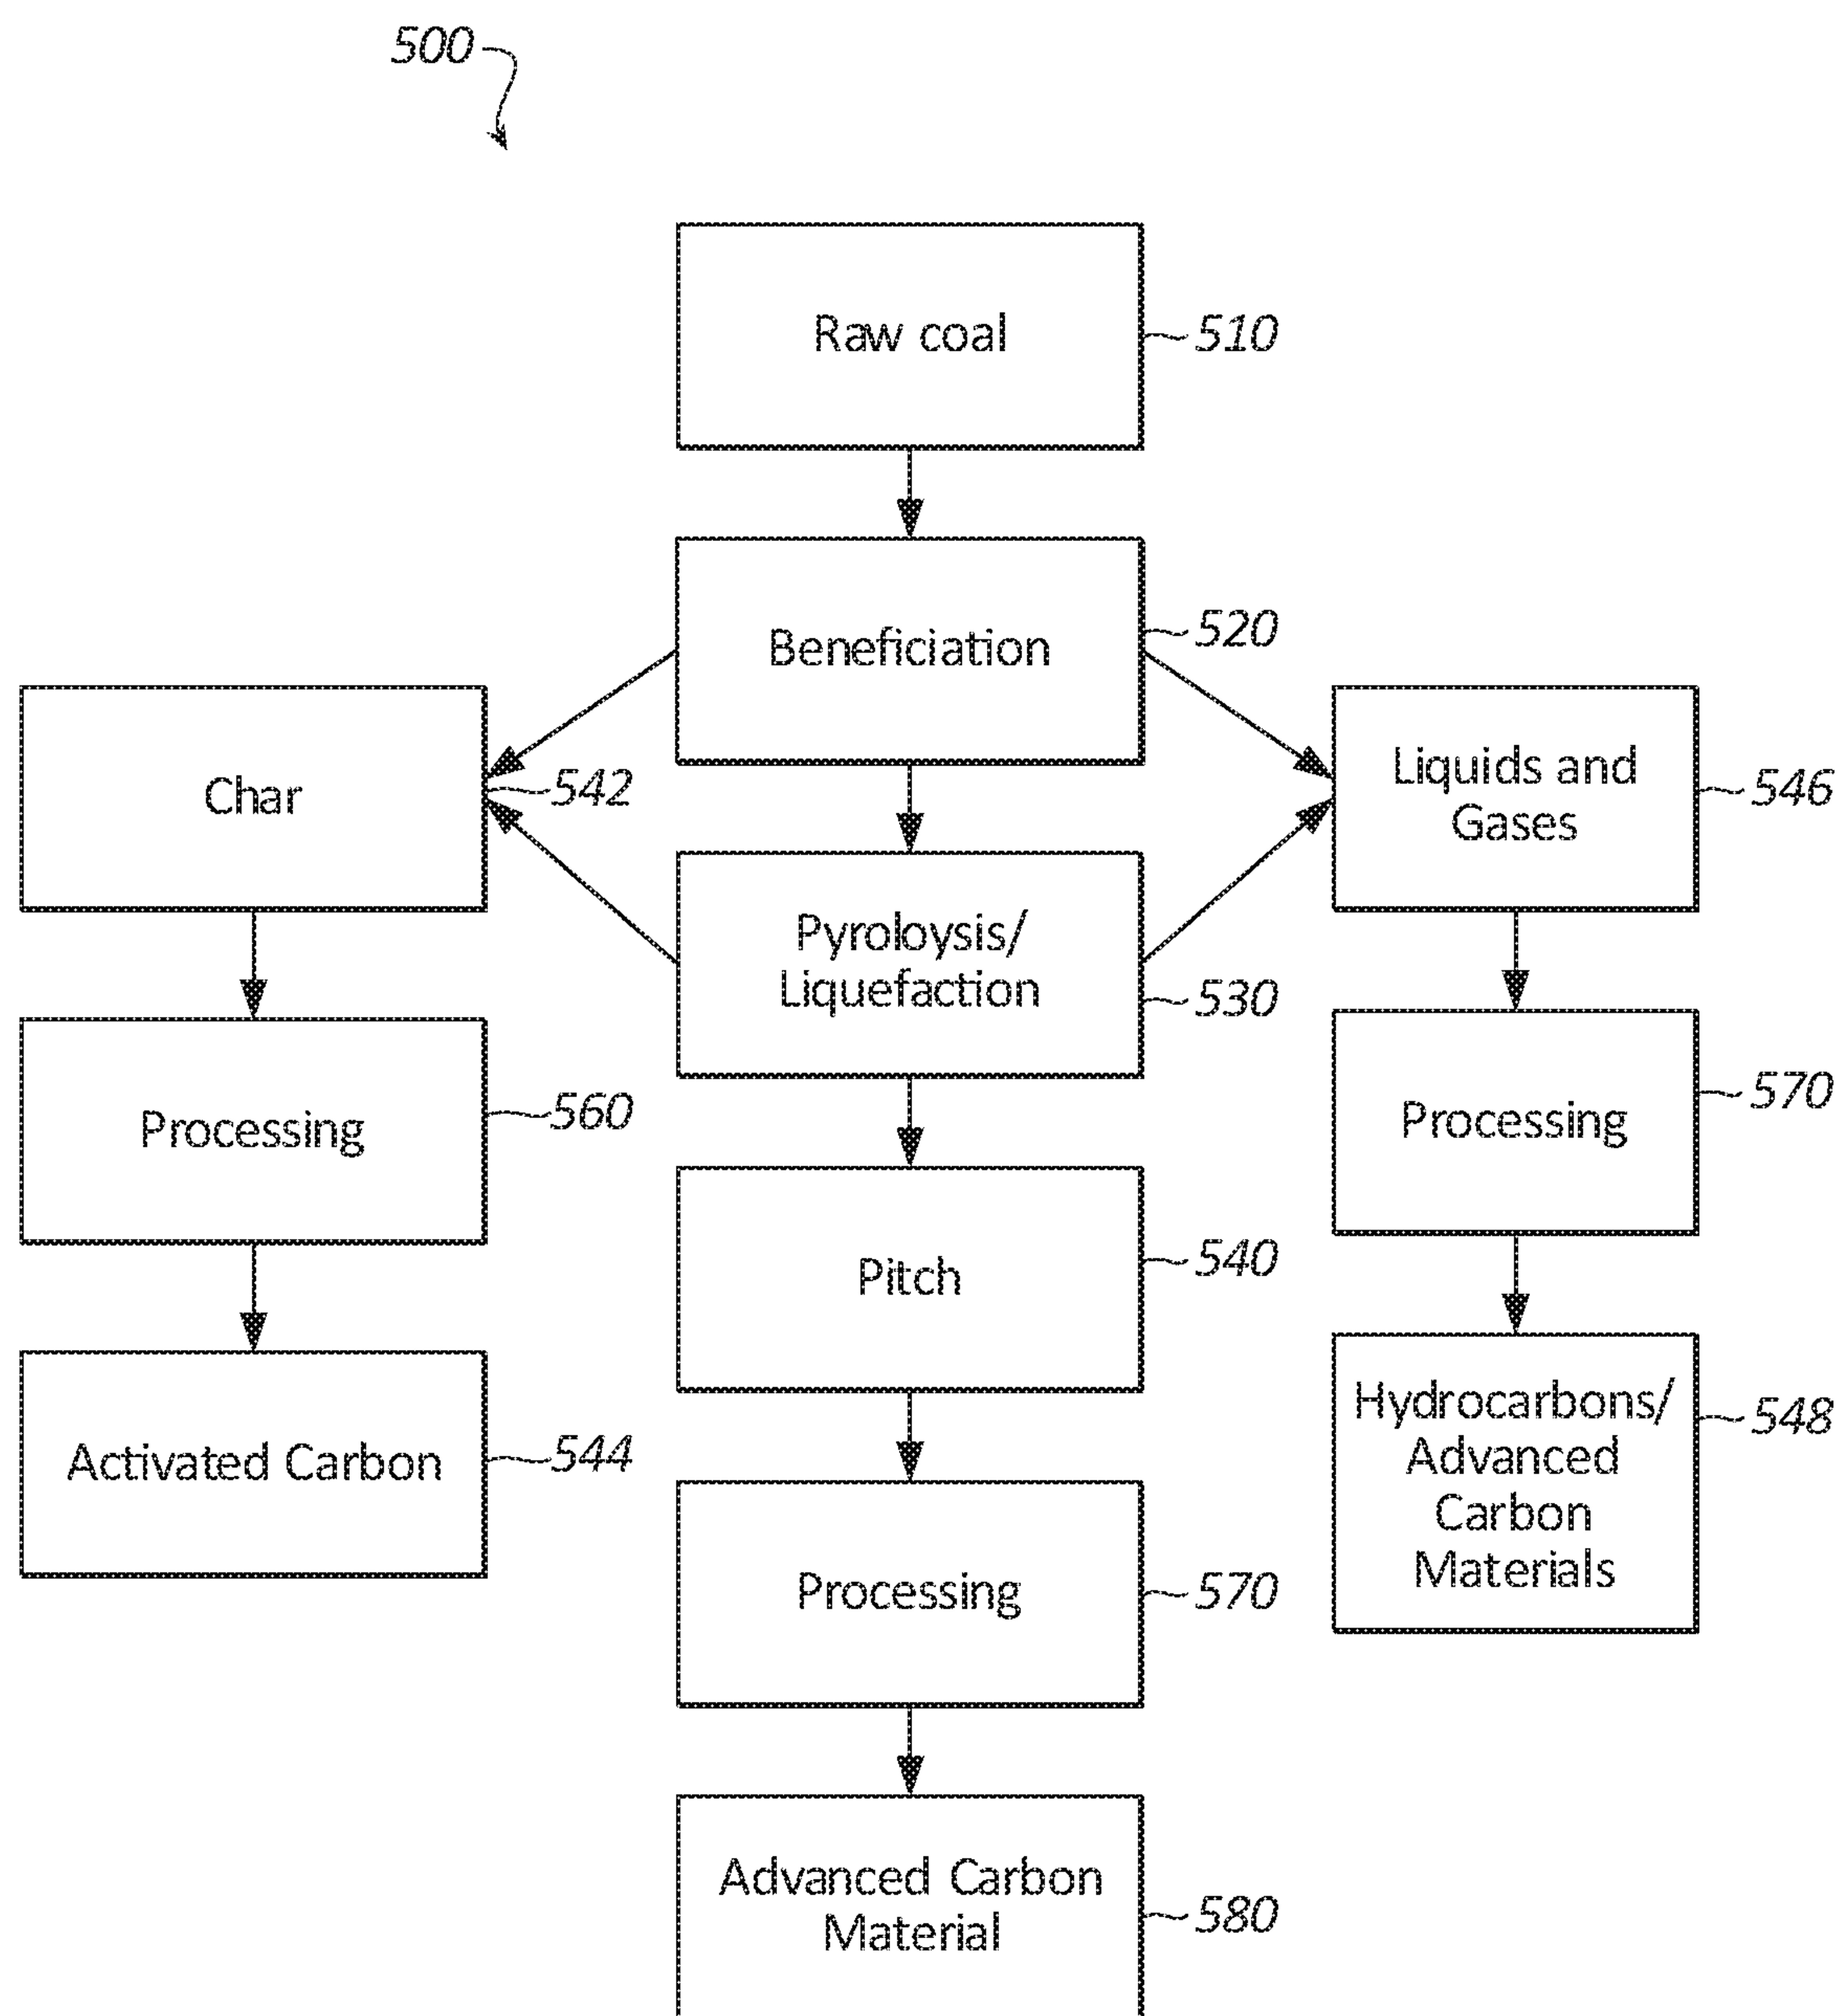 500
Raw coal
510
Beneficiation
520
Char
542
Liquids and
Gases
546
Pyroloysis/
Liquefaction
530
Processing
560
Processing
570
Pitch
540
Activated Carbon
544
Hydrocarbons/
Advanced
Carbon
Materials
548
Processing
570
Advanced Carbon
Material
580